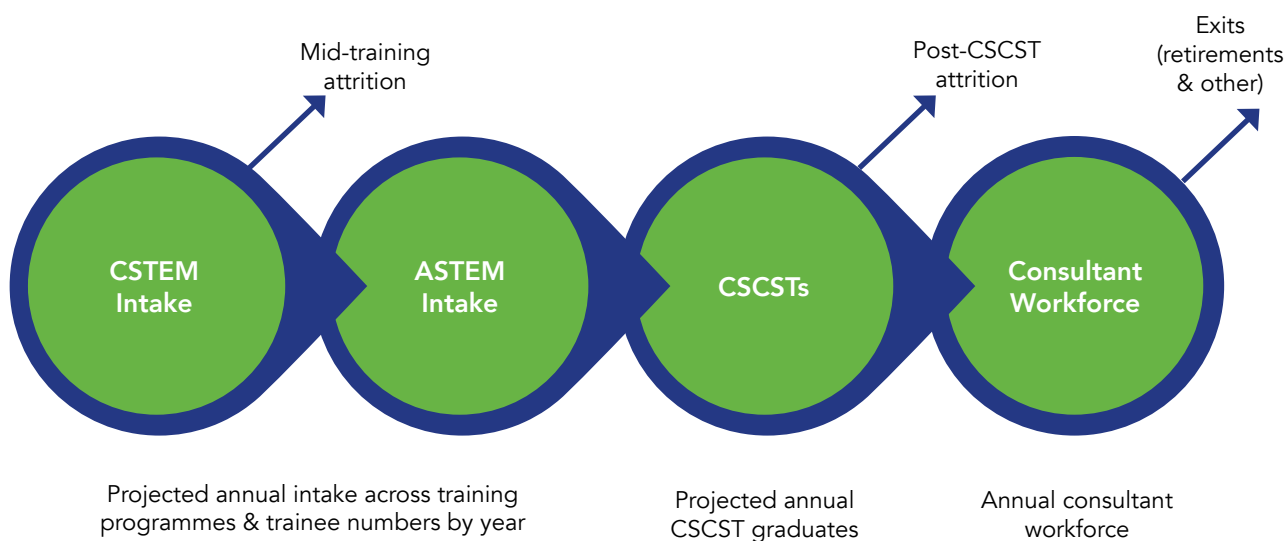 Mid-training
attrition
Post-CSCST
attrition
Exits
(retirements
& other)
CSTEM
Intake
ASTEM
Intake
CSCSTs
Consultant
Workforce
Projected annual intake across training
programmes & trainee numbers by year
Projected annual
CSCST graduates
Annual consultant
workforce